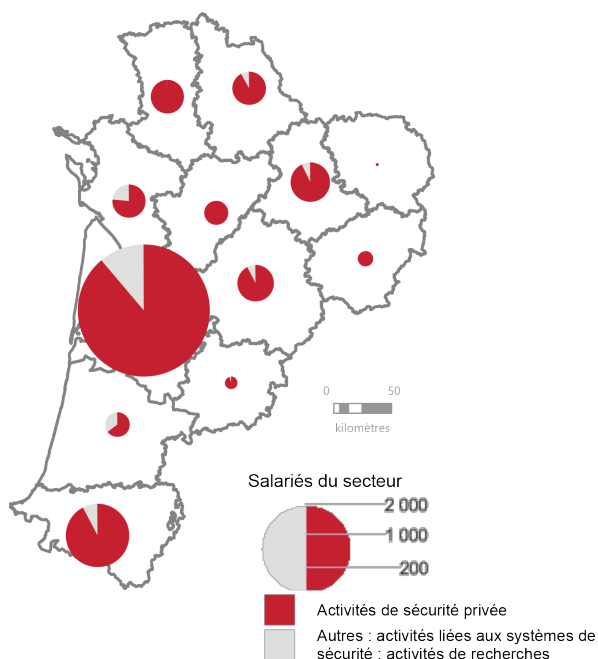 0 50
kilomètres
Salariés du secteur
2 000
1 000
200
Activités de sécurité privée
Autres : activités liées aux systèmes de
sécurité ; activités de recherches